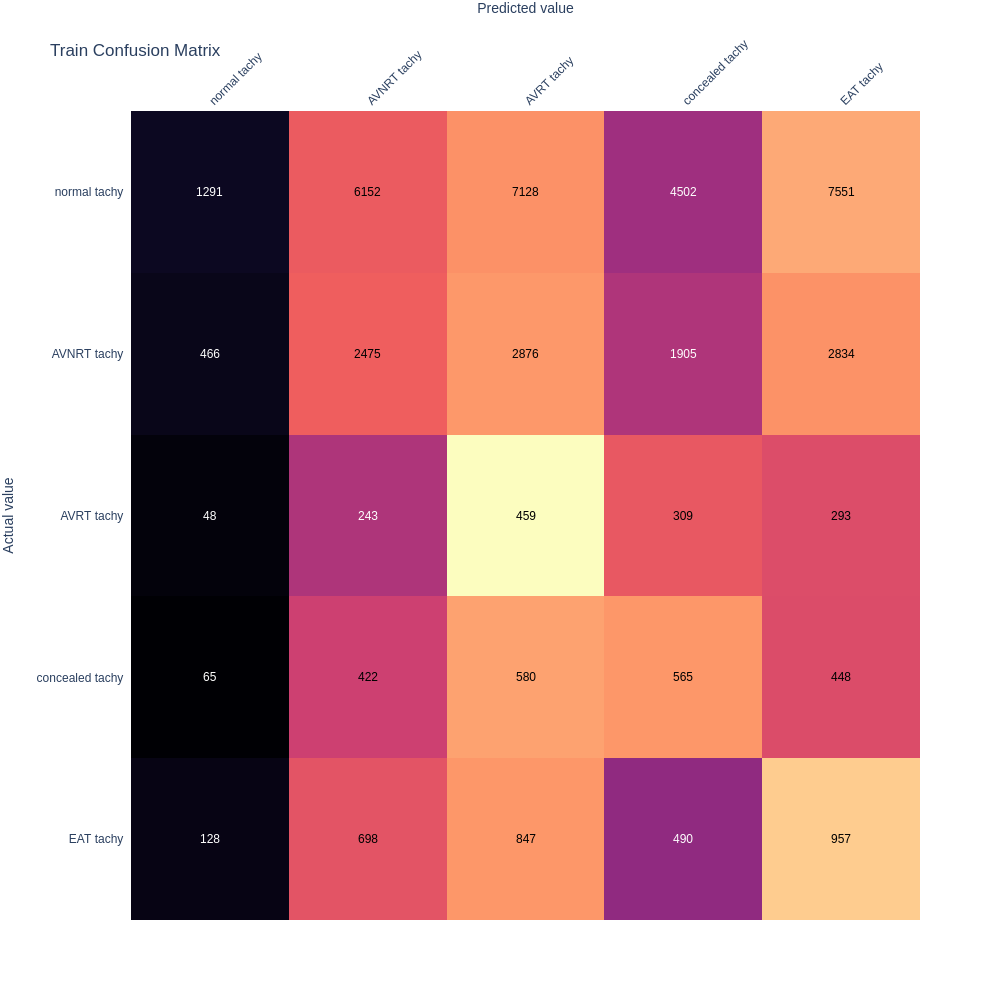 Predicted value
Train Confusion Matrix
normal tachy
AVNRT tachy
AVRT tachy
concealed tachy
EAT tachy
normal tachy 1291 6152 7128 4502 7551
AVNRT tachy 466 2475 2876 1905 2834
Actual value
AVRT tachy 48 243 459 309 293
concealed tachy 65 422 580 565 448
EAT tachy 128 698 847 490 957